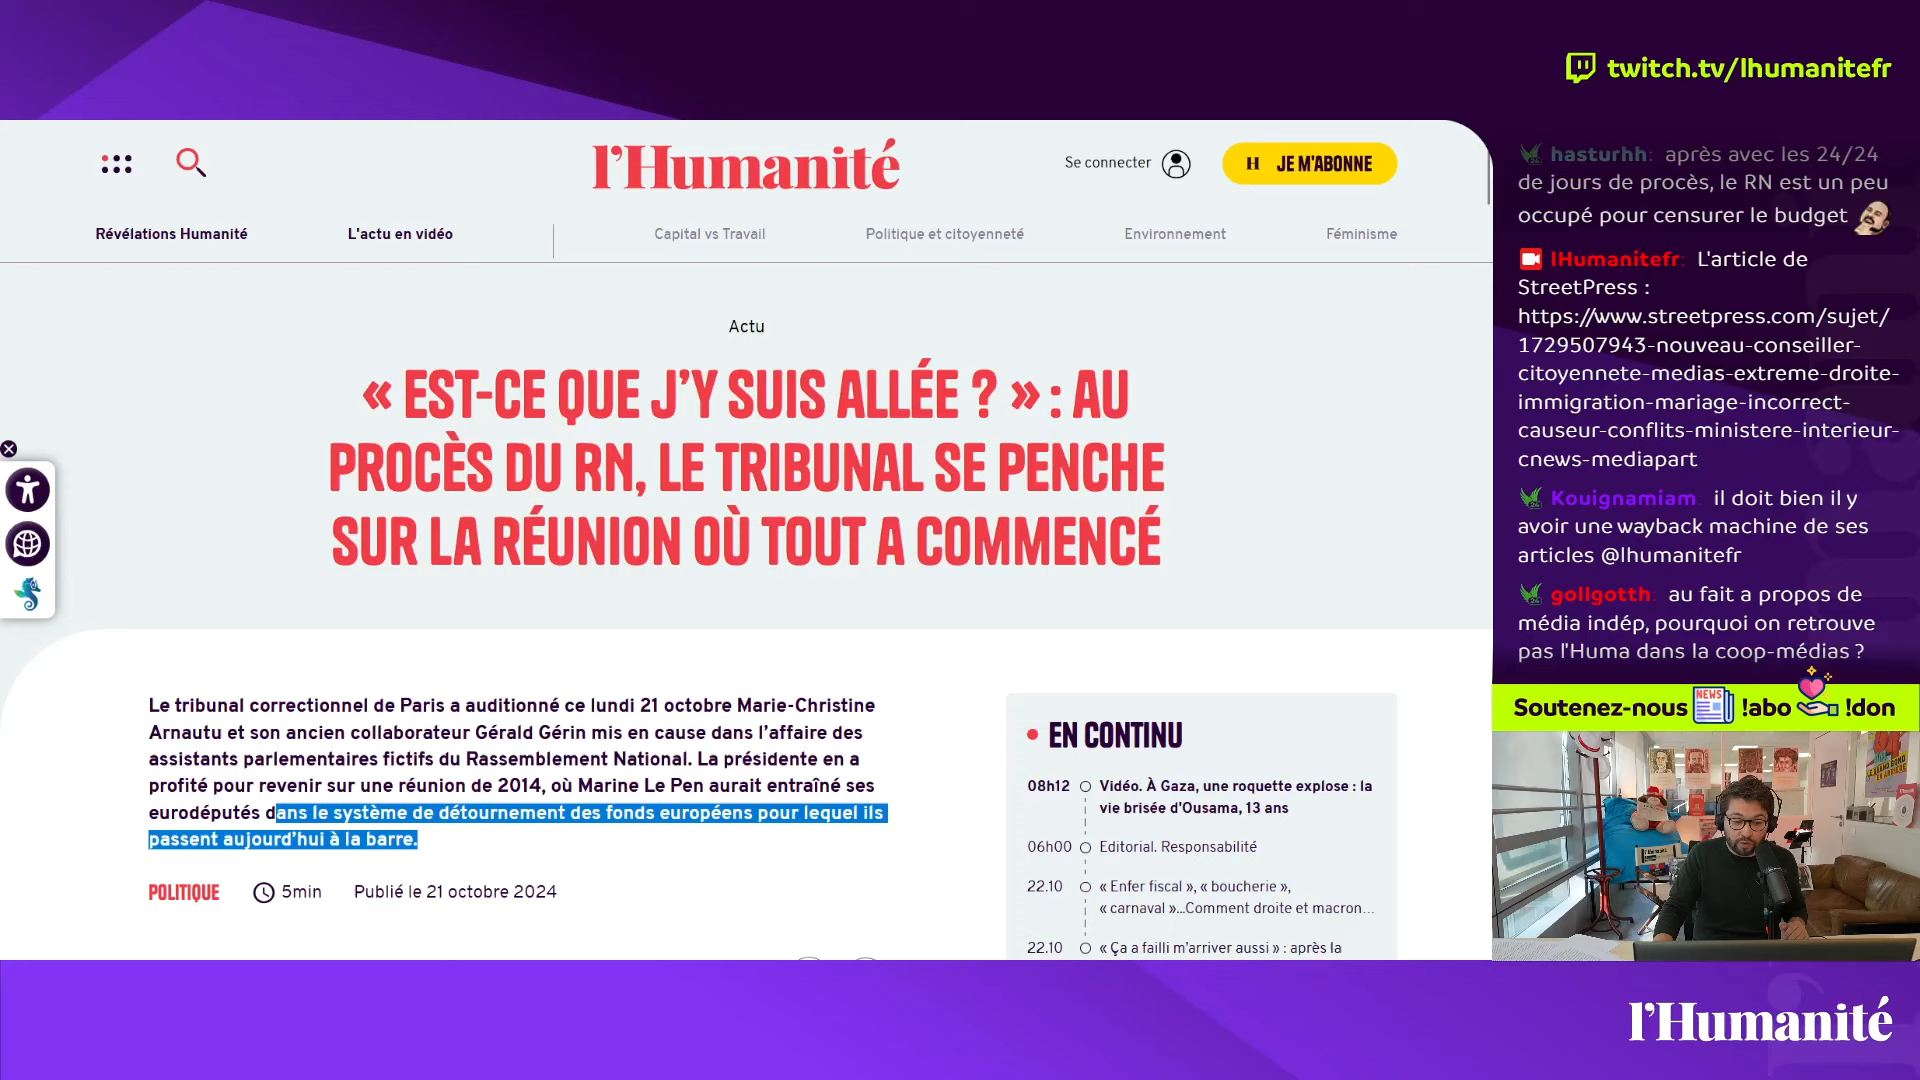 twitch.tv/lhumanitefr
l'Humanité
Se connecter
H JE M'ABONNE
Révélations Humanité
L'actu en vidéo
Capital vs Travail
Politique et citoyenneté
Environnement
Féminisme
Actu
« EST-CE QUE J'Y SUIS ALLÉE ? » : AU
PROCÈS DU RN, LE TRIBUNAL SE PENCHE
SUR LA RÉUNION OÙ TOUT A COMMENCÉ
Le tribunal correctionnel de Paris a auditionné ce lundi 21 octobre Marie-Christine
Arnautu et son ancien collaborateur Gérald Gérin mis en cause dans l'affaire des
assistants parlementaires fictifs du Rassemblement National. La présidente en a
profité pour revenir sur une réunion de 2014, où Marine Le Pen aurait entraîné ses
eurodéputés dans le système de détournement des fonds européens pour lequel ils
passent aujourd'hui à la barre.
POLITIQUE
5min
Publié le 21 octobre 2024
EN CONTINU
08h12 Vidéo. À Gaza, une roquette explose : la
vie brisée d'Ousama, 13 ans
06h00 Editorial. Responsabilité
22.10 « Enfer fiscal », « boucherie »,
« carnaval »...Comment droite et macron...
22.10 « Ça a failli m'arriver aussi » : après la
hasturhh: après avec les 24/24
de jours de procès, le RN est un peu
occupé pour censurer le budget
lHumanitefr: L'article de
StreetPress :
https://www.streetpress.com/sujet/
1729507943-nouveau-conseiller-
citoyennete-medias-extreme-droite-
immigration-mariage-incorrect-
causeur-conflits-ministere-interieur-
cnews-mediapart
Kouignamiam: il doit bien il y
avoir une wayback machine de ses
articles @lhumanitefr
gollgotth: au fait a propos de
média indép, pourquoi on retrouve
pas l'Huma dans la coop-médias ?
Soutenez-nous NEWS !abo !don
l'Humanité